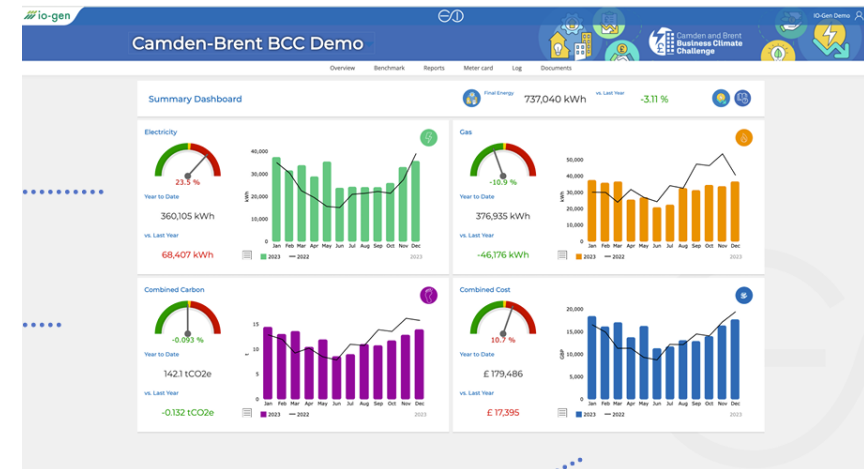 io-gen
IO-Gen Demo
Camden-Brent BCC Demo
Camden and Brent
Business Climate
Challenge
Overview Benchmark Reports Meter card Log Documents
Summary Dashboard
Final Energy
737,040 kWh
vs. Last Year
-3.11 %
Electricity
23.5 %
Year to Date
360,105 kWh
vs. Last Year
68,407 kWh
kWh
40,000
30,000
20,000
10,000
0
Jan Feb Mar Apr May Jun Jul Aug Sep Oct Nov Dec
2023 2022
2023
Gas
-10.9 %
Year to Date
376,935 kWh
vs. Last Year
-46,176 kWh
kWh
50,000
40,000
30,000
20,000
10,000
0
Jan Feb Mar Apr May Jun Jul Aug Sep Oct Nov Dec
2023 2022
2023
Combined Carbon
-0.093 %
Year to Date
142.1 tCO2e
vs. Last Year
-0.132 tCO2e
t
15
10
5
0
Jan Feb Mar Apr May Jun Jul Aug Sep Oct Nov Dec
2023 2022
2023
Combined Cost
10.7 %
Year to Date
£ 179,486
vs. Last Year
£ 17,395
GBP
20,000
15,000
10,000
5,000
0
Jan Feb Mar Apr May Jun Jul Aug Sep Oct Nov Dec
2023 2022
2023